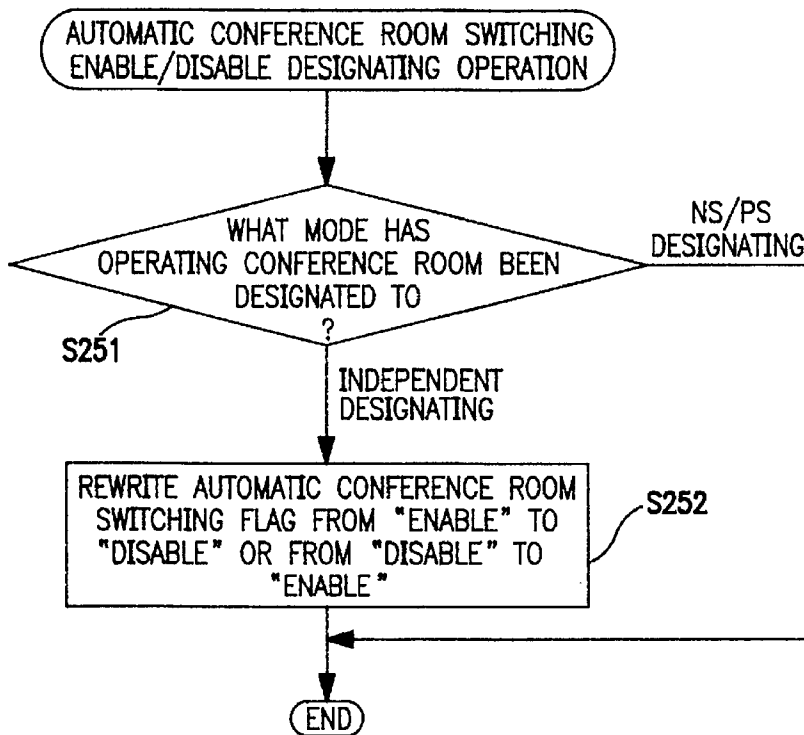 AUTOMATIC CONFERENCE ROOM SWITCHING
ENABLE/DISABLE DESIGNATING OPERATION
WHAT MODE HAS
OPERATING CONFERENCE ROOM BEEN
DESIGNATED TO
?
NS/PS
DESIGNATING
S251
INDEPENDENT
DESIGNATING
REWRITE AUTOMATIC CONFERENCE ROOM
SWITCHING FLAG FROM "ENABLE" TO
"DISABLE" OR FROM "DISABLE" TO
"ENABLE"
S252
END